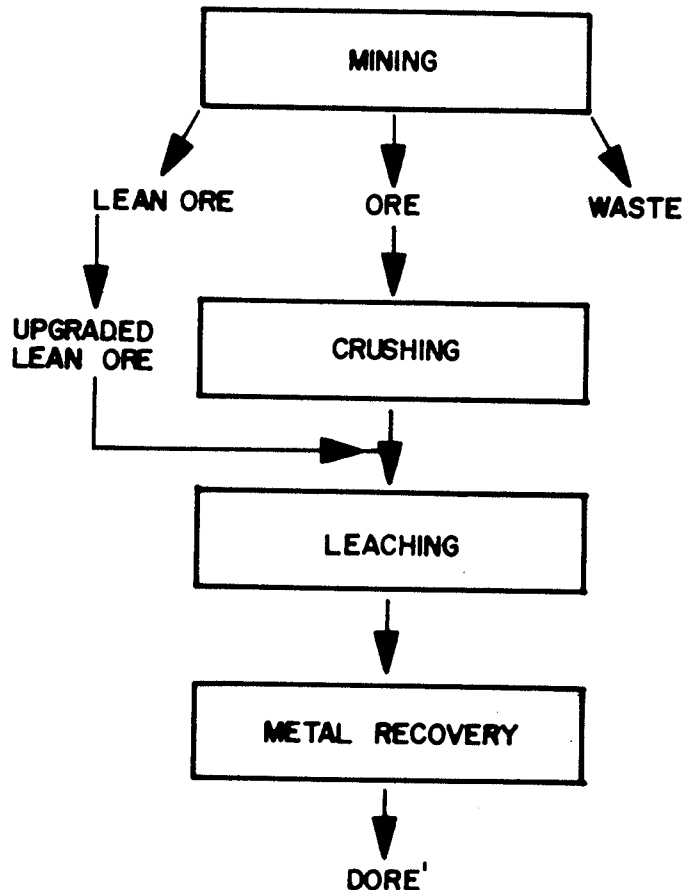 MINING
LEAN ORE
ORE
WASTE
UPGRADED
LEAN ORE
CRUSHING
LEACHING
METAL RECOVERY
DORE'